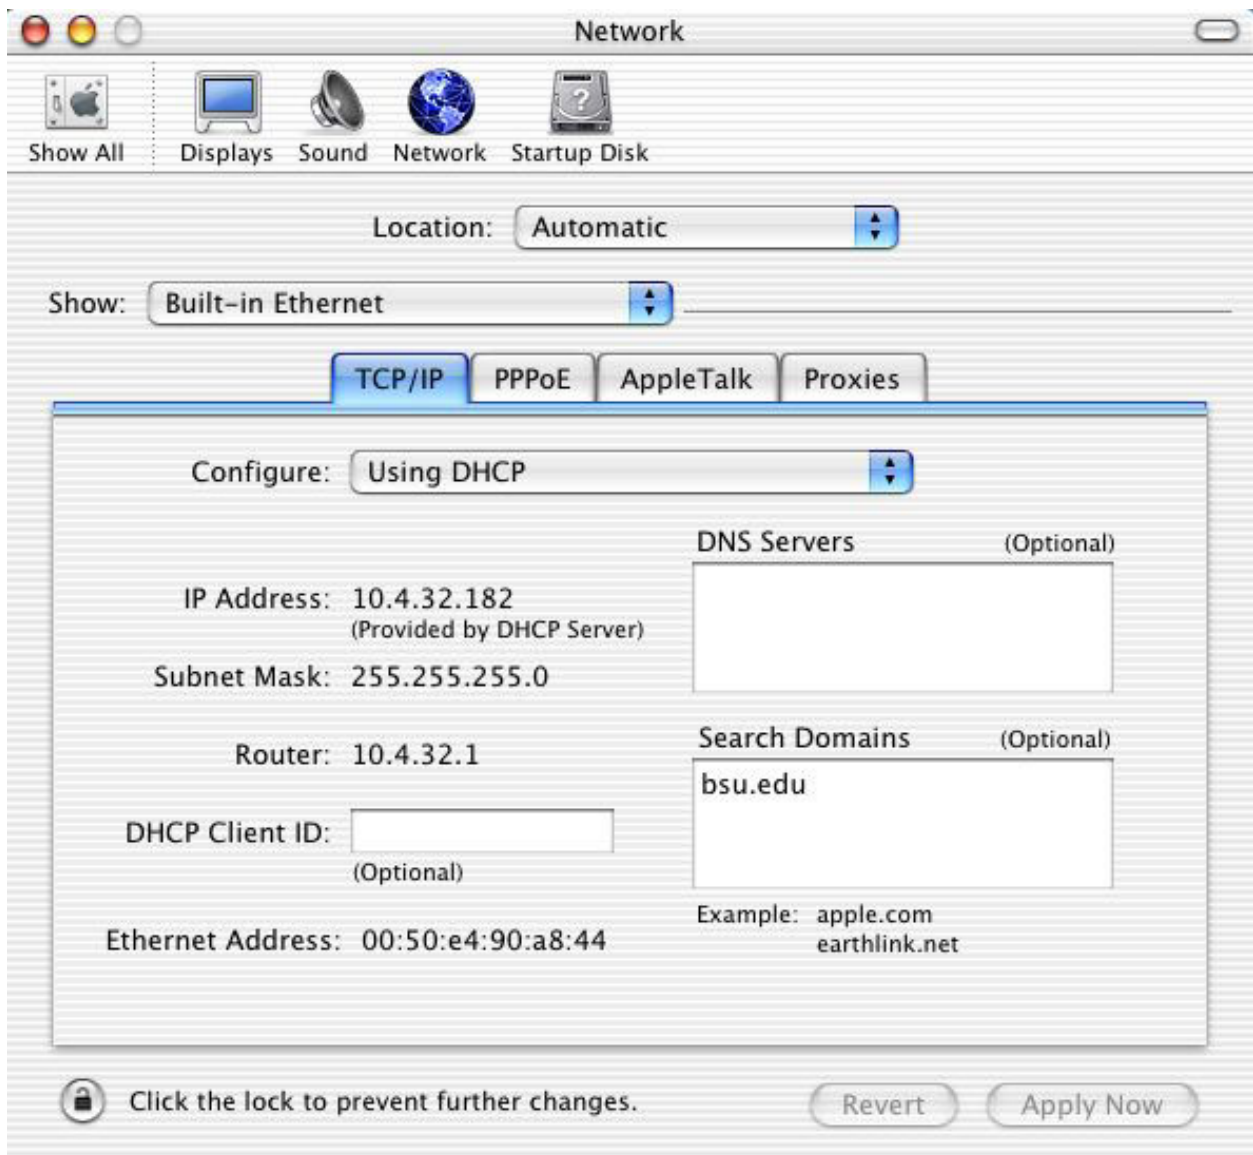 Network
Show All
Displays
Sound
Network
Startup Disk
Location: Automatic
Show: Built-in Ethernet
TCP/IP
PPPoE
AppleTalk
Proxies
Configure: Using DHCP
DNS Servers (Optional)
IP Address: 10.4.32.182
(Provided by DHCP Server)
Subnet Mask: 255.255.255.0
Search Domains (Optional)
Router: 10.4.32.1
bsu.edu
DHCP Client ID:
(Optional)
Example: apple.com
earthlink.net
Ethernet Address: 00:50:e4:90:a8:44
Click the lock to prevent further changes.
Revert
Apply Now